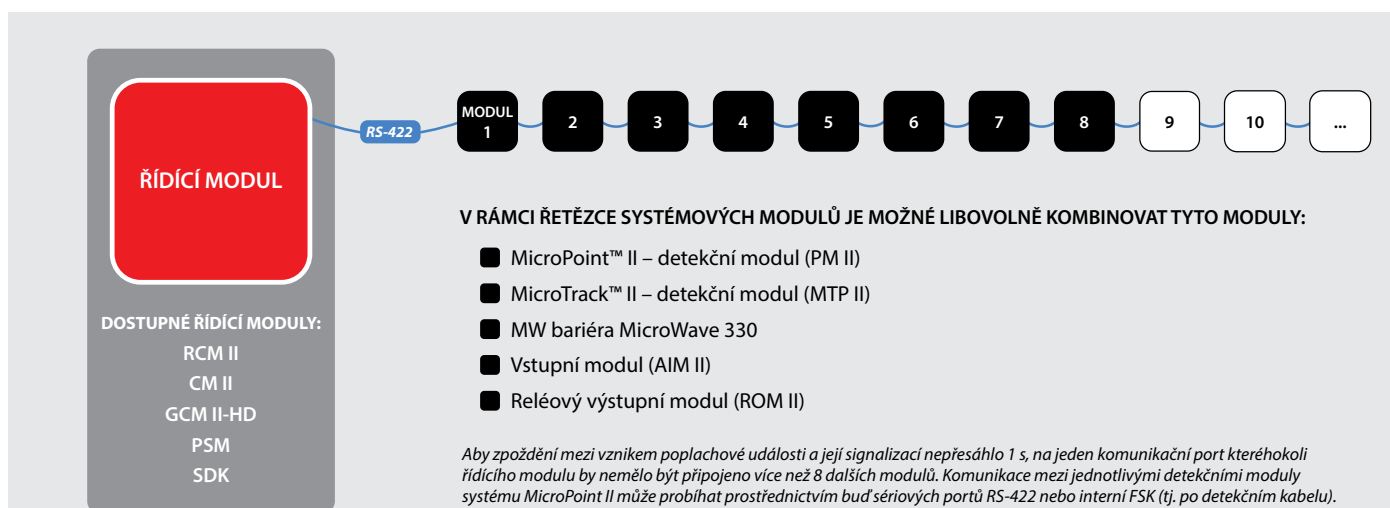 ŘÍDÍCÍ MODUL
DOSTUPNÉ ŘÍDÍCÍ MODULY:
RCM II
CM II
GCM II-HD
PSM
SDK
RS-422
MODUL
1
2
3
4
5
6
7
8
9
10
...
V RÁMCI ŘETĚZCE SYSTÉMOVÝCH MODULŮ JE MOŽNÉ LIBOVOLNĚ KOMBINOVAT TYTO MODULY:
MicroPoint™ II – detekční modul (PM II)
MicroTrack™ II – detekční modul (MTP II)
MW bariéra MicroWave 330
Vstupní modul (AIM II)
Reléový výstupní modul (ROM II)
Aby zpoždění mezi vznikem poplachové události a její signalizací nepřesáhlo 1 s, na jeden komunikační port kteréhokoli
řídícího modulu by nemělo být připojeno více než 8 dalších modulů. Komunikace mezi jednotlivými detekčními moduly
systému MicroPoint II může probíhat prostřednictvím buď sériových portů RS-422 nebo interní FSK (tj. po detekčním kabelu).